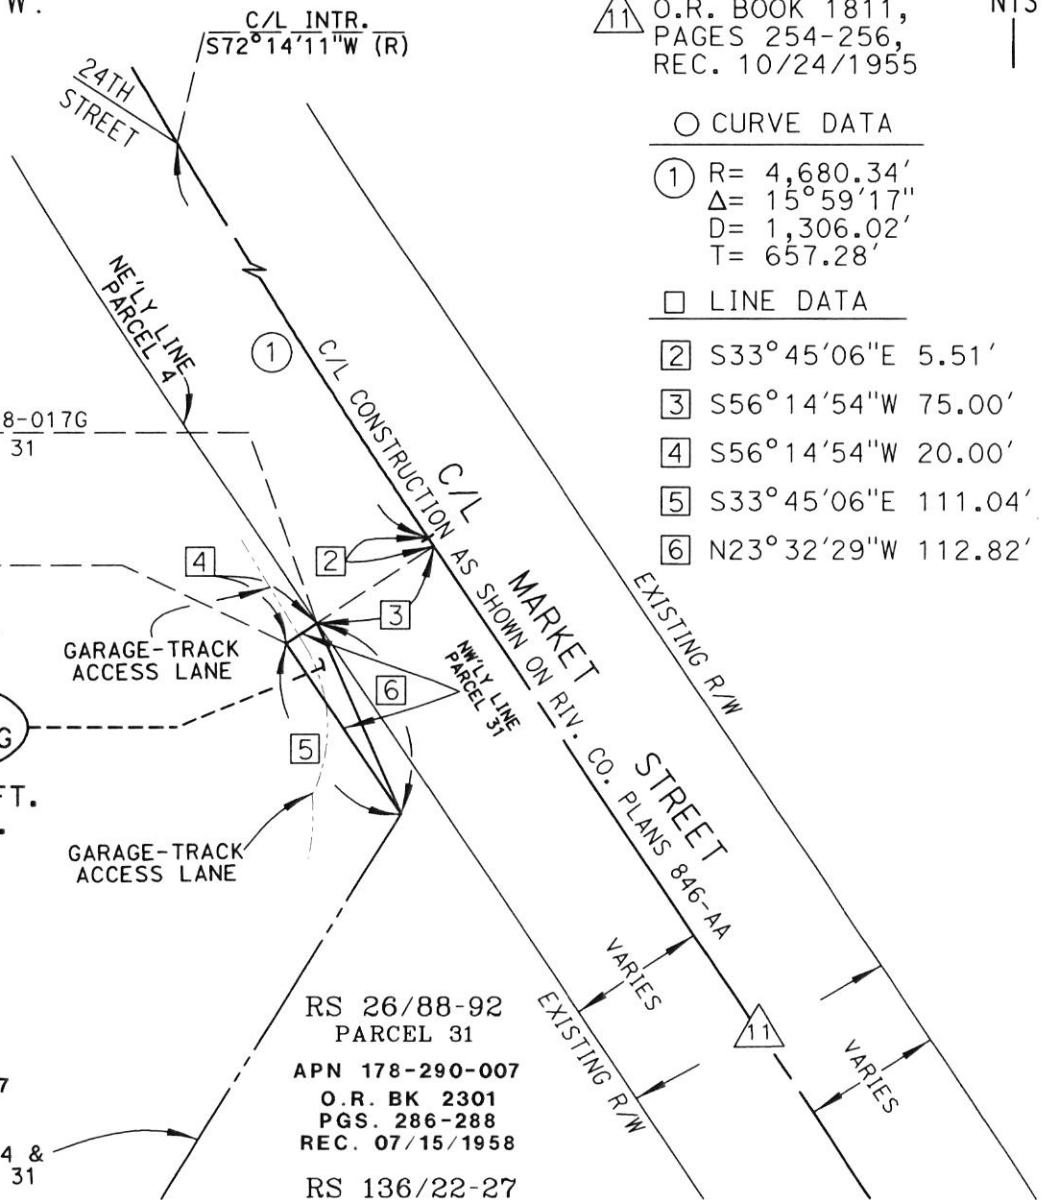 W.
C/L INTR.
S72°14'11"W (R)
24TH
STREET
11 O.R. BOOK 1811,
PAGES 254-256,
REC. 10/24/1955
NTS
○ CURVE DATA
1 R= 4,680.34'
Δ= 15°59'17"
D= 1,306.02'
T= 657.28'
□ LINE DATA
2 S33°45'06"E 5.51'
3 S56°14'54"W 75.00'
4 S56°14'54"W 20.00'
5 S33°45'06"E 111.04'
6 N23°32'29"W 112.82'
NE'LY LINE
PARCEL 4
1
C/L CONSTRUCTION AS SHOWN ON RIV. CO. PLANS 846-AA
C/L MARKET STREET
8-017G
31
4
2
3
GARAGE-TRACK
ACCESS LANE
NW'LY LINE
PARCEL 31
EXISTING R/W
6
5
G
FT.
GARAGE-TRACK
ACCESS LANE
VARIES
EXISTING R/W
11
VARIES
RS 26/88-92
PARCEL 31
APN 178-290-007
O.R. BK 2301
PGS. 286-288
REC. 07/15/1958
RS 136/22-27
7
4 &
31